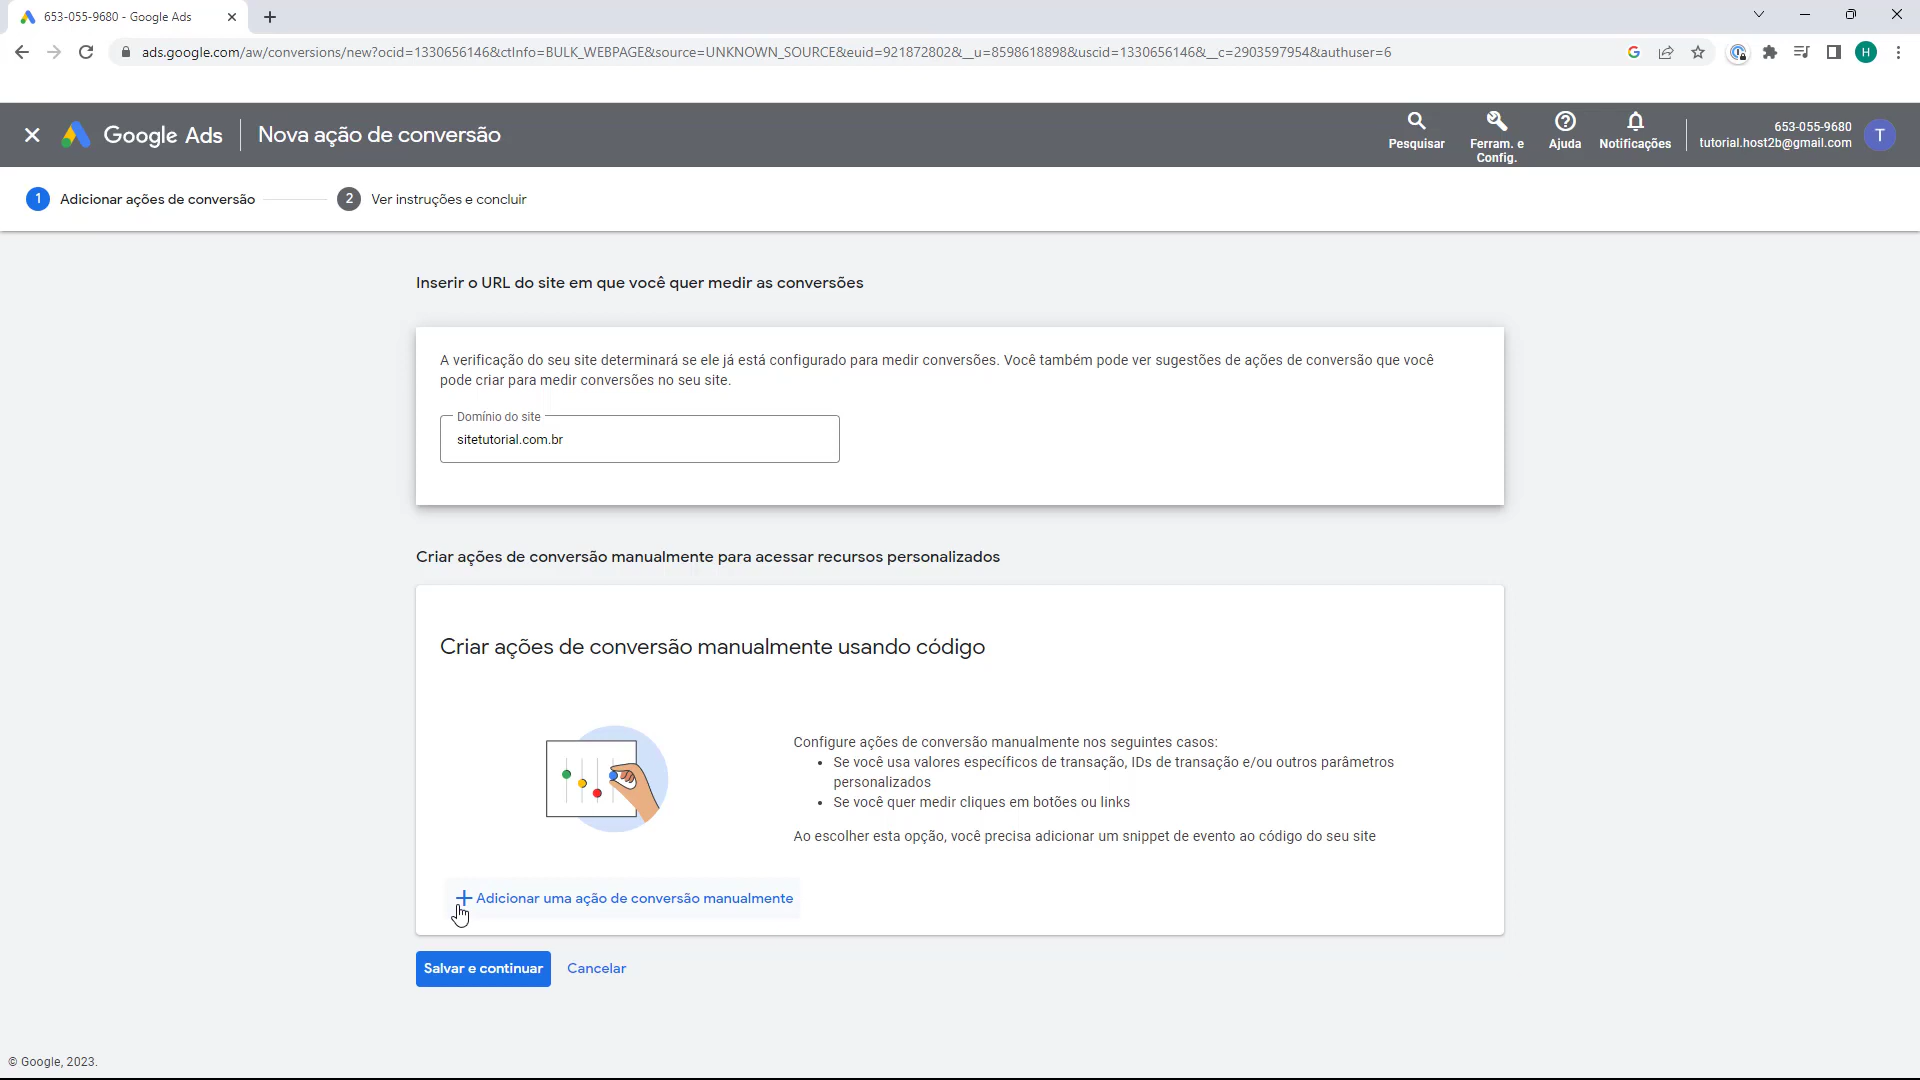 653-055-9680 - Google Ads
ads.google.com/aw/conversions/new?ocid=1330656146&ctInfo=BULK_WEBPAGE&source=UNKNOWN_SOURCE&euid=921872802&__u=8598618898&uscid=1330656146&__c=2903597954&authuser=6
H
Google Ads
Nova ação de conversão
Pesquisar
Ferram. e
Config.
Ajuda
Notificações
653-055-9680
tutorial.host2b@gmail.com
T
1 Adicionar ações de conversão
2 Ver instruções e concluir
Inserir o URL do site em que você quer medir as conversões
A verificação do seu site determinará se ele já está configurado para medir conversões. Você também pode ver sugestões de ações de conversão que você
pode criar para medir conversões no seu site.
Domínio do site
sitetutorial.com.br
Criar ações de conversão manualmente para acessar recursos personalizados
Criar ações de conversão manualmente usando código
Configure ações de conversão manualmente nos seguintes casos:
• Se você usa valores específicos de transação, IDs de transação e/ou outros parâmetros
personalizados
• Se você quer medir cliques em botões ou links
Ao escolher esta opção, você precisa adicionar um snippet de evento ao código do seu site
+ Adicionar uma ação de conversão manualmente
Salvar e continuar
Cancelar
© Google, 2023.